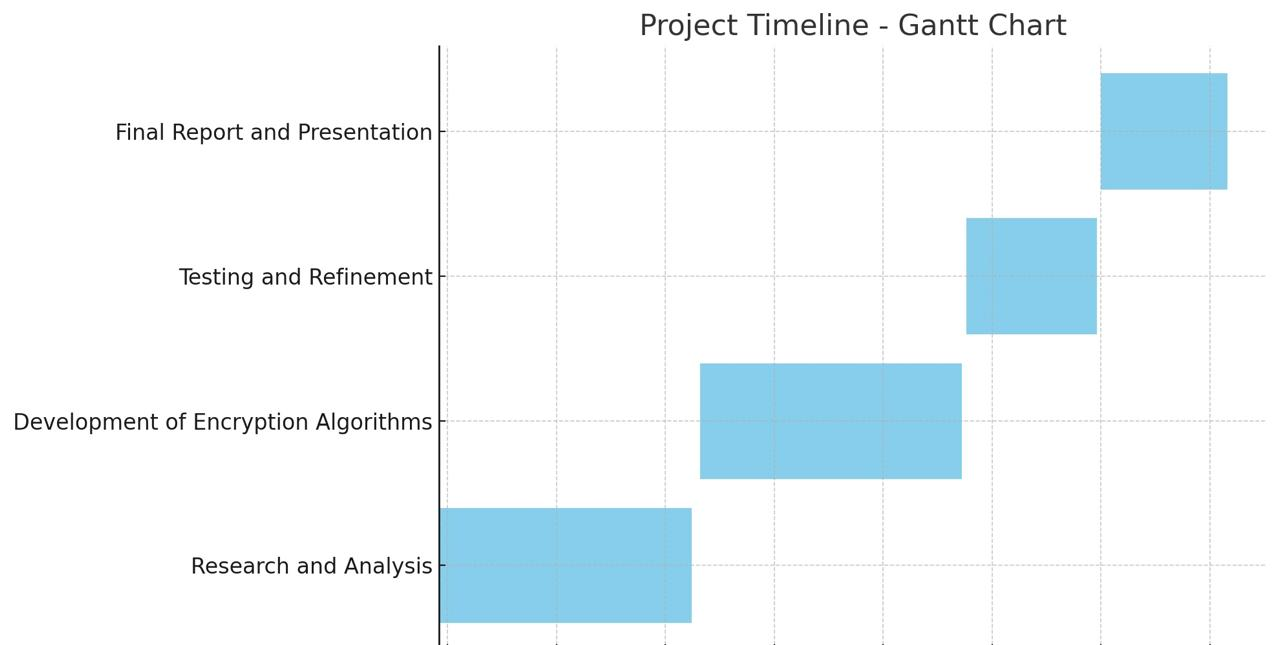 Project Timeline - Gantt Chart
Final Report and Presentation
Testing and Refinement
Development of Encryption Algorithms
Research and Analysis